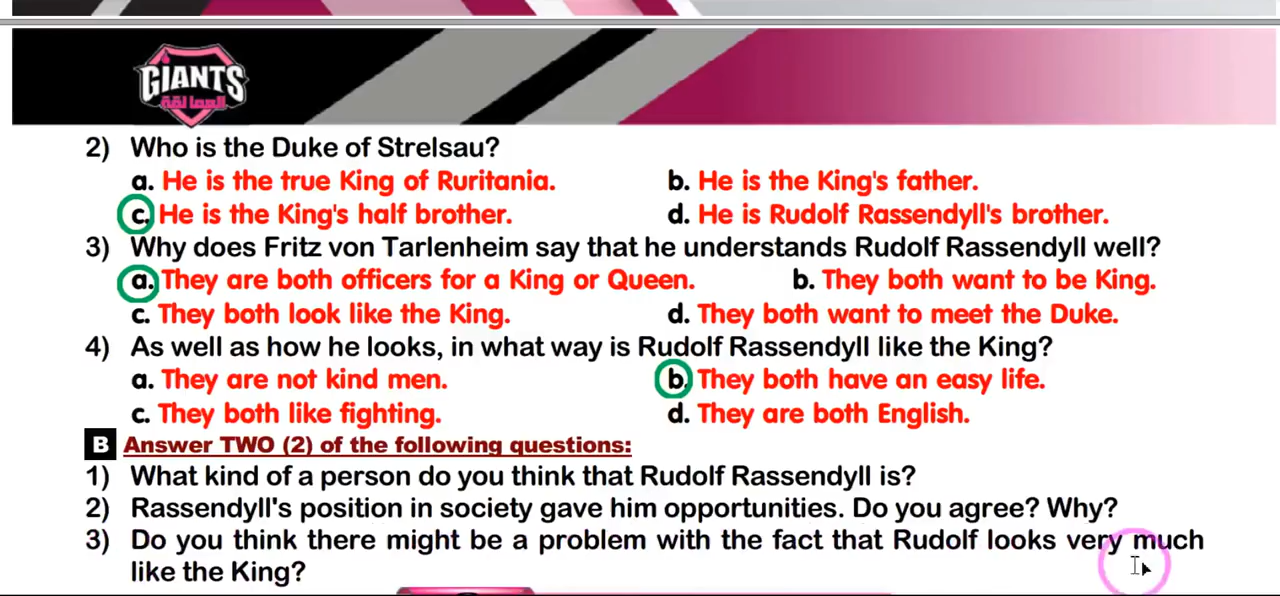 GIANTS
العمالقة
2) Who is the Duke of Strelsau?
a. He is the true King of Ruritania. b. He is the King's father.
c. He is the King's half brother. d. He is Rudolf Rassendyll's brother.
3) Why does Fritz von Tarlenheim say that he understands Rudolf Rassendyll well?
a. They are both officers for a King or Queen. b. They both want to be King.
c. They both look like the King. d. They both want to meet the Duke.
4) As well as how he looks, in what way is Rudolf Rassendyll like the King?
a. They are not kind men. b. They both have an easy life.
c. They both like fighting. d. They are both English.
B Answer TWO (2) of the following questions:
1) What kind of a person do you think that Rudolf Rassendyll is?
2) Rassendyll's position in society gave him opportunities. Do you agree? Why?
3) Do you think there might be a problem with the fact that Rudolf looks very much
like the King?